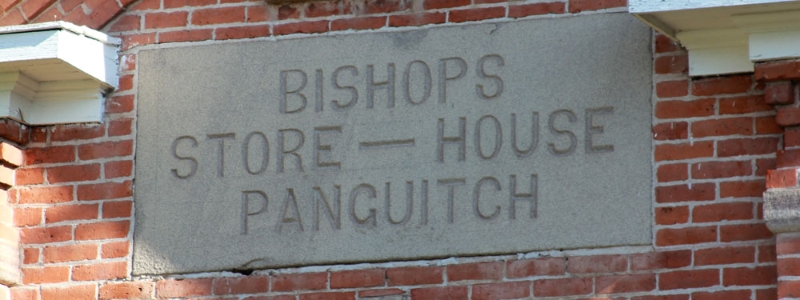 BISHOPS
STORE — HOUSE
PANGUITCH